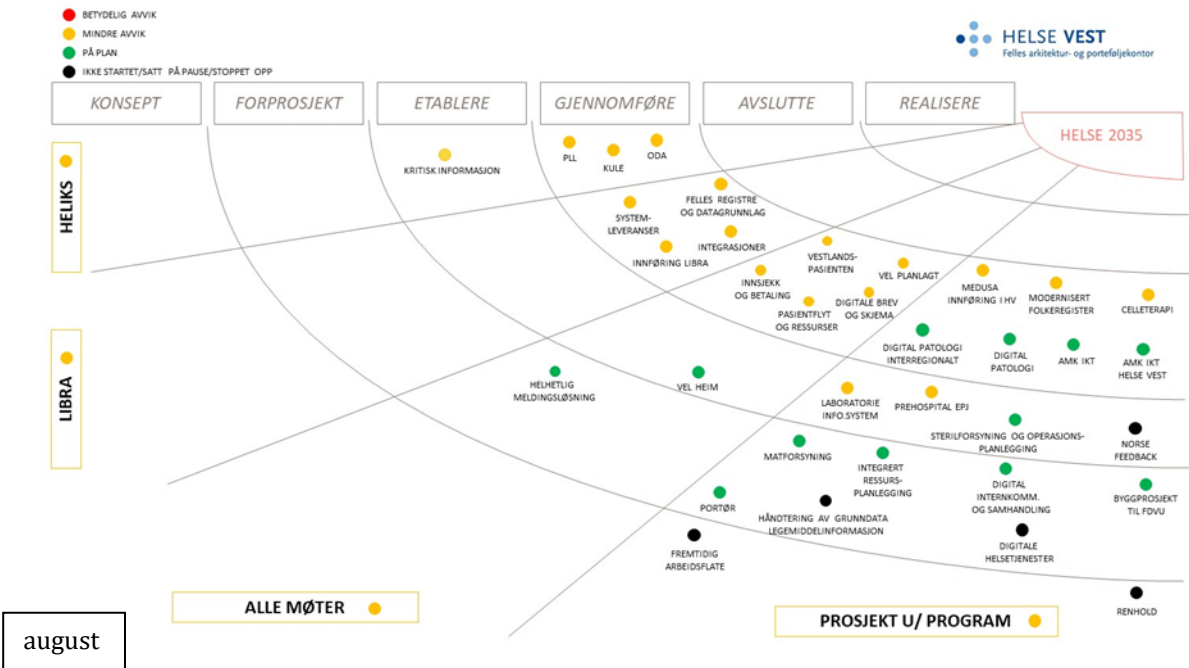 BETYDELIG AVVIK
MINDRE AVVIK
PÅ PLAN
IKKE STARTET/SATT PÅ PAUSE/STOPPET OPP
HELSE VEST
Felles arkitektur- og porteføljekontor
KONSEPT
FORPROSJEKT
ETABLERE
GJENNOMFØRE
AVSLUTTE
REALISERE
HELSE 2035
HELIKS
KRITISK INFORMASJON
PLL
KULE
ODA
SYSTEM-
LEVERANSER
FELLES REGISTRE
OG DATAGRUNNLAG
INNFØRING LIBRA
INTEGRASJONER
VESTLANDS-
PASIENTEN
VEL PLANLAGT
INNSJEKK
OG BETALING
PASIENTFLYT
OG RESSURSER
DIGITALE BREV
OG SKJEMA
MEDUSA
INNFØRING I HV
MODERNISERT
FOLKEREGISTER
CELLETERAPI
LIBRA
DIGITAL PATOLOGI
INTERREGIONALT
DIGITAL
PATOLOGI
AMK IKT
AMK IKT
HELSE VEST
HELHETLIG
MELDINGSLØSNING
VEL HEIM
LABORATORIE
INFO.SYSTEM
PREHOSPITAL EPJ
STERILFORSYNING OG OPERASJONS-
PLANLEGGING
NORSE
FEEDBACK
MATFORSYNING
INTEGRERT
RESSURS-
PLANLEGGING
DIGITAL
INTERNKOMM.
OG SAMHANDLING
BYGGPROSJEKT
TIL FDVU
PORTØR
HÅNDTERING AV GRUNNDATA
LEGEMIDDELINFORMASJON
FREMTIDIG
ARBEIDSFLATE
DIGITALE
HELSETJENESTER
RENHOLD
ALLE MØTER
PROSJEKT U/ PROGRAM
august